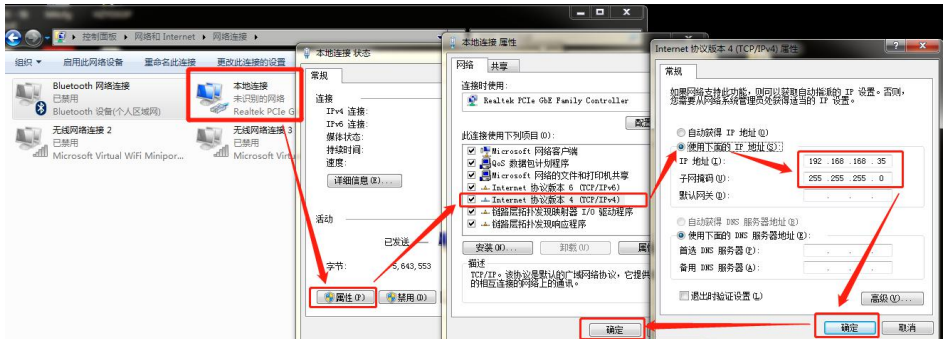 控制面板 ▸ 网络和 Internet ▸ 网络连接 ▸
组织 ▼ 启用此网络设备 重命名此连接 更改此连接的设置
Bluetooth 网络连接
已禁用
Bluetooth 设备(个人区域网)
本地连接
未识别的网络
Realtek PCIe G
无线网络连接 2
已禁用
Microsoft Virtual WiFi Minipor...
无线网络连接 3
已禁用
Microsoft Virtu
本地连接 状态
常规
连接
IPv4 连接:
IPv6 连接:
媒体状态:
持续时间:
速度:
详细信息(E)...
活动
已发送
字节:
5,643,553
属性(P)
禁用(D)
本地连接 属性
网络 共享
连接时使用:
Realtek PCIe GbE Family Controller
此连接使用下列项目(O):
Microsoft 网络客户端
QoS 数据包计划程序
Microsoft 网络的文件和打印机共享
Internet 协议版本 6 (TCP/IPv6)
Internet 协议版本 4 (TCP/IPv4)
链路层拓扑发现映射器 I/O 驱动程序
链路层拓扑发现响应程序
安装(N)... 卸载(U)
描述
TCP/IP。该协议是默认的广域网络协议，它提供
的相互连接的网络上的通讯。
确定
Internet 协议版本 4 (TCP/IPv4) 属性
常规
如果网络支持此功能，则可以获取自动指派的 IP 设置。否则，
您需要从网络系统管理员处获得适当的 IP 设置。
自动获得 IP 地址(O)
使用下面的 IP 地址(S):
IP 地址(I): 192 .168 .168 . 35
子网掩码(U): 255 .255 .255 . 0
默认网关(D):
自动获得 DNS 服务器地址(B)
使用下面的 DNS 服务器地址(E):
首选 DNS 服务器(P):
备用 DNS 服务器(A):
退出时验证设置(L)
高级(V)...
确定 取消